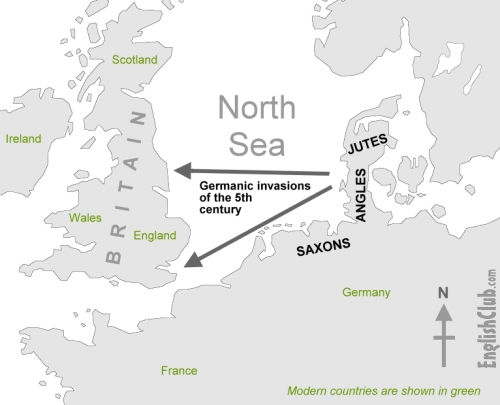 Scotland
North
Sea
Ireland
BRITAIN
JUTES
Germanic invasions
of the 5th
century
ANGLES
Wales
England
SAXONS
Germany
N
EnglishClub.com
France
Modern countries are shown in green